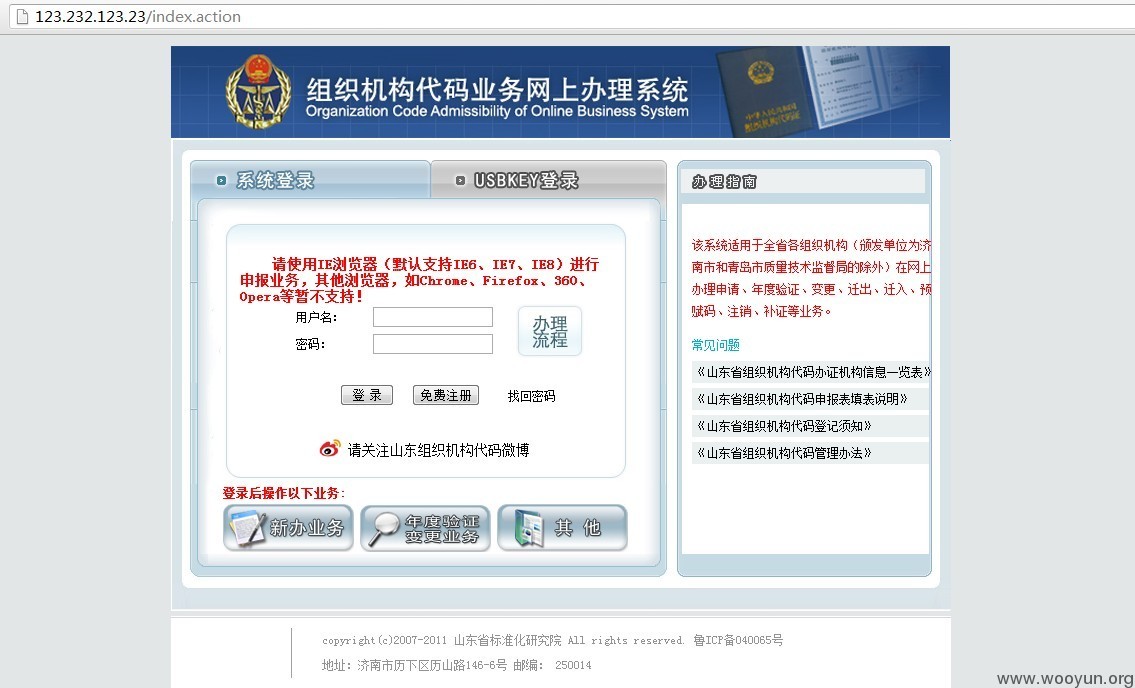 123.232.123.23/index.action
组织机构代码业务网上办理系统
Organization Code Admissibility of Online Business System
系统登录
USBKEY登录
请使用IE浏览器（默认支持IE6、IE7、IE8）进行
申报业务，其他浏览器，如Chrome、Firefox、360、
Opera等暂不支持！
用户名：
密码：
办理
流程
登 录
免费注册
找回密码
请关注山东组织机构代码微博
登录后操作以下业务：
新办业务
年度验证
变更业务
其 他
办理指南
该系统适用于全省各组织机构（颁发单位为济
南市和青岛市质量技术监督局的除外）在网上
办理申请、年度验证、变更、迁出、迁入、预
赋码、注销、补证等业务。
常见问题
《山东省组织机构代码办证机构信息一览表》
《山东省组织机构代码申报表填表说明》
《山东省组织机构代码登记须知》
《山东省组织机构代码管理办法》
copyright(c)2007-2011 山东省标准化研究院 All rights reserved. 鲁ICP备040065号
地址：济南市历下区历山路146-6号 邮编： 250014
www.wooyun.org